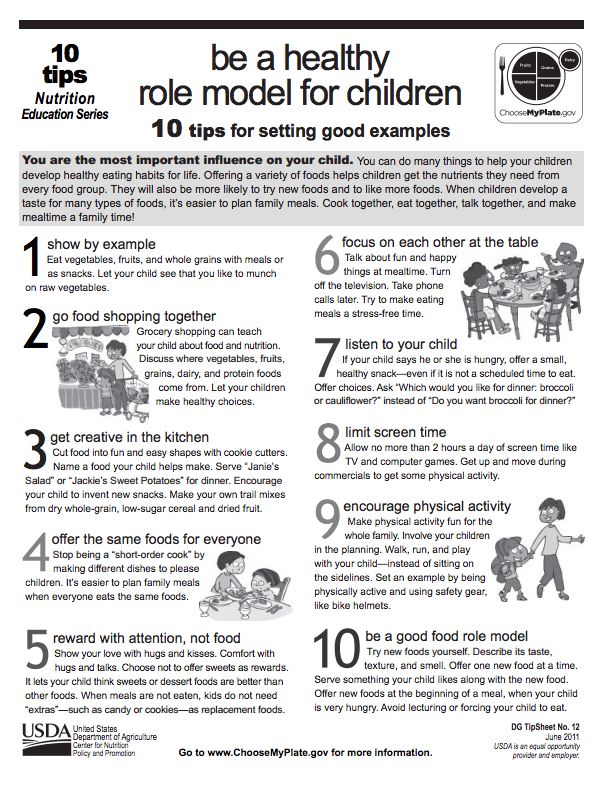 10
tips
Nutrition
Education Series
be a healthy
role model for children
10 tips for setting good examples
Fruits
Grains
Dairy
Vegetables
Protein
ChooseMyPlate.gov
You are the most important influence on your child. You can do many things to help your children
develop healthy eating habits for life. Offering a variety of foods helps children get the nutrients they need from
every food group. They will also be more likely to try new foods and to like more foods. When children develop a
taste for many types of foods, it's easier to plan family meals. Cook together, eat together, talk together, and make
mealtime a family time!
1 show by example
Eat vegetables, fruits, and whole grains with meals or
as snacks. Let your child see that you like to munch
on raw vegetables.
2 go food shopping together
Grocery shopping can teach
your child about food and nutrition.
Discuss where vegetables, fruits,
grains, dairy, and protein foods
come from. Let your children
make healthy choices.
3 get creative in the kitchen
Cut food into fun and easy shapes with cookie cutters.
Name a food your child helps make. Serve "Janie's
Salad" or "Jackie's Sweet Potatoes" for dinner. Encourage
your child to invent new snacks. Make your own trail mixes
from dry whole-grain, low-sugar cereal and dried fruit.
4 offer the same foods for everyone
Stop being a "short-order cook" by
making different dishes to please
children. It's easier to plan family meals
when everyone eats the same foods.
5 reward with attention, not food
Show your love with hugs and kisses. Comfort with
hugs and talks. Choose not to offer sweets as rewards.
It lets your child think sweets or dessert foods are better than
other foods. When meals are not eaten, kids do not need
"extras"—such as candy or cookies—as replacement foods.
6 focus on each other at the table
Talk about fun and happy
things at mealtime. Turn
off the television. Take phone
calls later. Try to make eating
meals a stress-free time.
7 listen to your child
If your child says he or she is hungry, offer a small,
healthy snack—even if it is not a scheduled time to eat.
Offer choices. Ask "Which would you like for dinner: broccoli
or cauliflower?" instead of "Do you want broccoli for dinner?"
8 limit screen time
Allow no more than 2 hours a day of screen time like
TV and computer games. Get up and move during
commercials to get some physical activity.
9 encourage physical activity
Make physical activity fun for the
whole family. Involve your children
in the planning. Walk, run, and play
with your child—instead of sitting on
the sidelines. Set an example by being
physically active and using safety gear,
like bike helmets.
10 be a good food role model
Try new foods yourself. Describe its taste,
texture, and smell. Offer one new food at a time.
Serve something your child likes along with the new food.
Offer new foods at the beginning of a meal, when your child
is very hungry. Avoid lecturing or forcing your child to eat.
USDA United States
Department of Agriculture
Center for Nutrition
Policy and Promotion
Go to www.ChooseMyPlate.gov for more information.
DG TipSheet No. 12
June 2011
USDA is an equal opportunity
provider and employer.